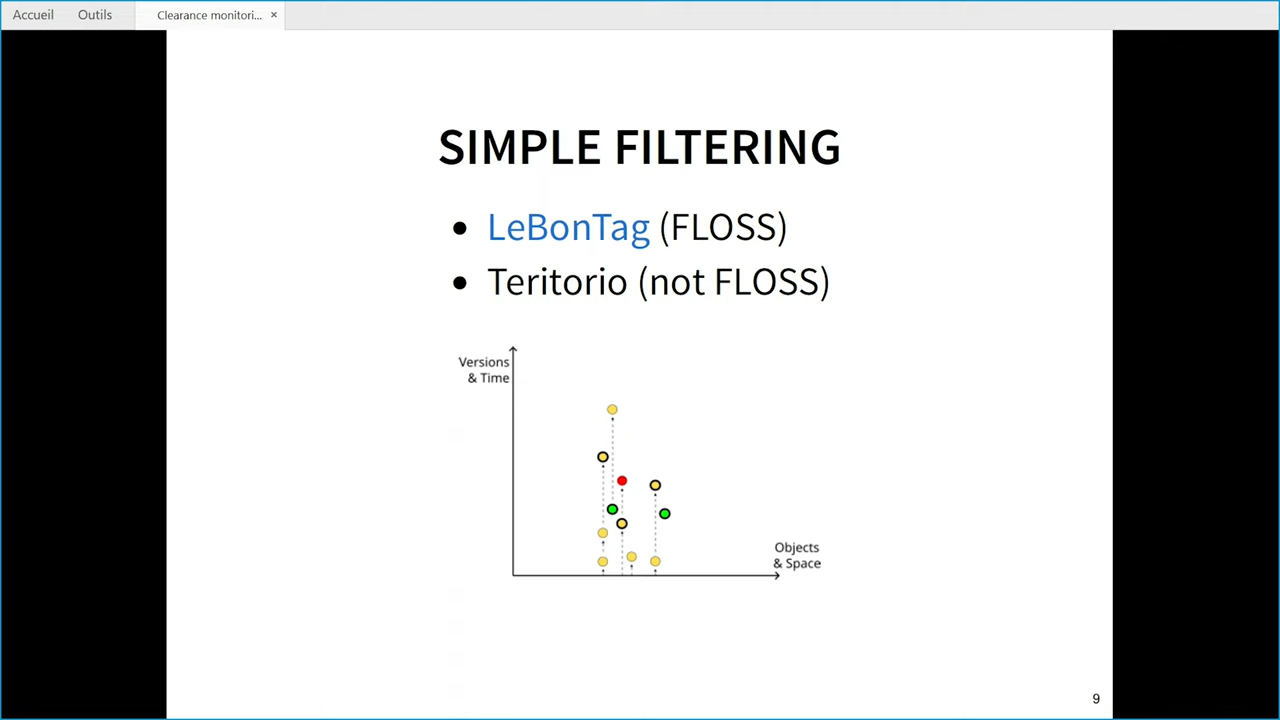 Accueil Outils Clearance monitori... ×
SIMPLE FILTERING
• LeBonTag (FLOSS)
• Teritorio (not FLOSS)
Versions
& Time
Objects
& Space
9